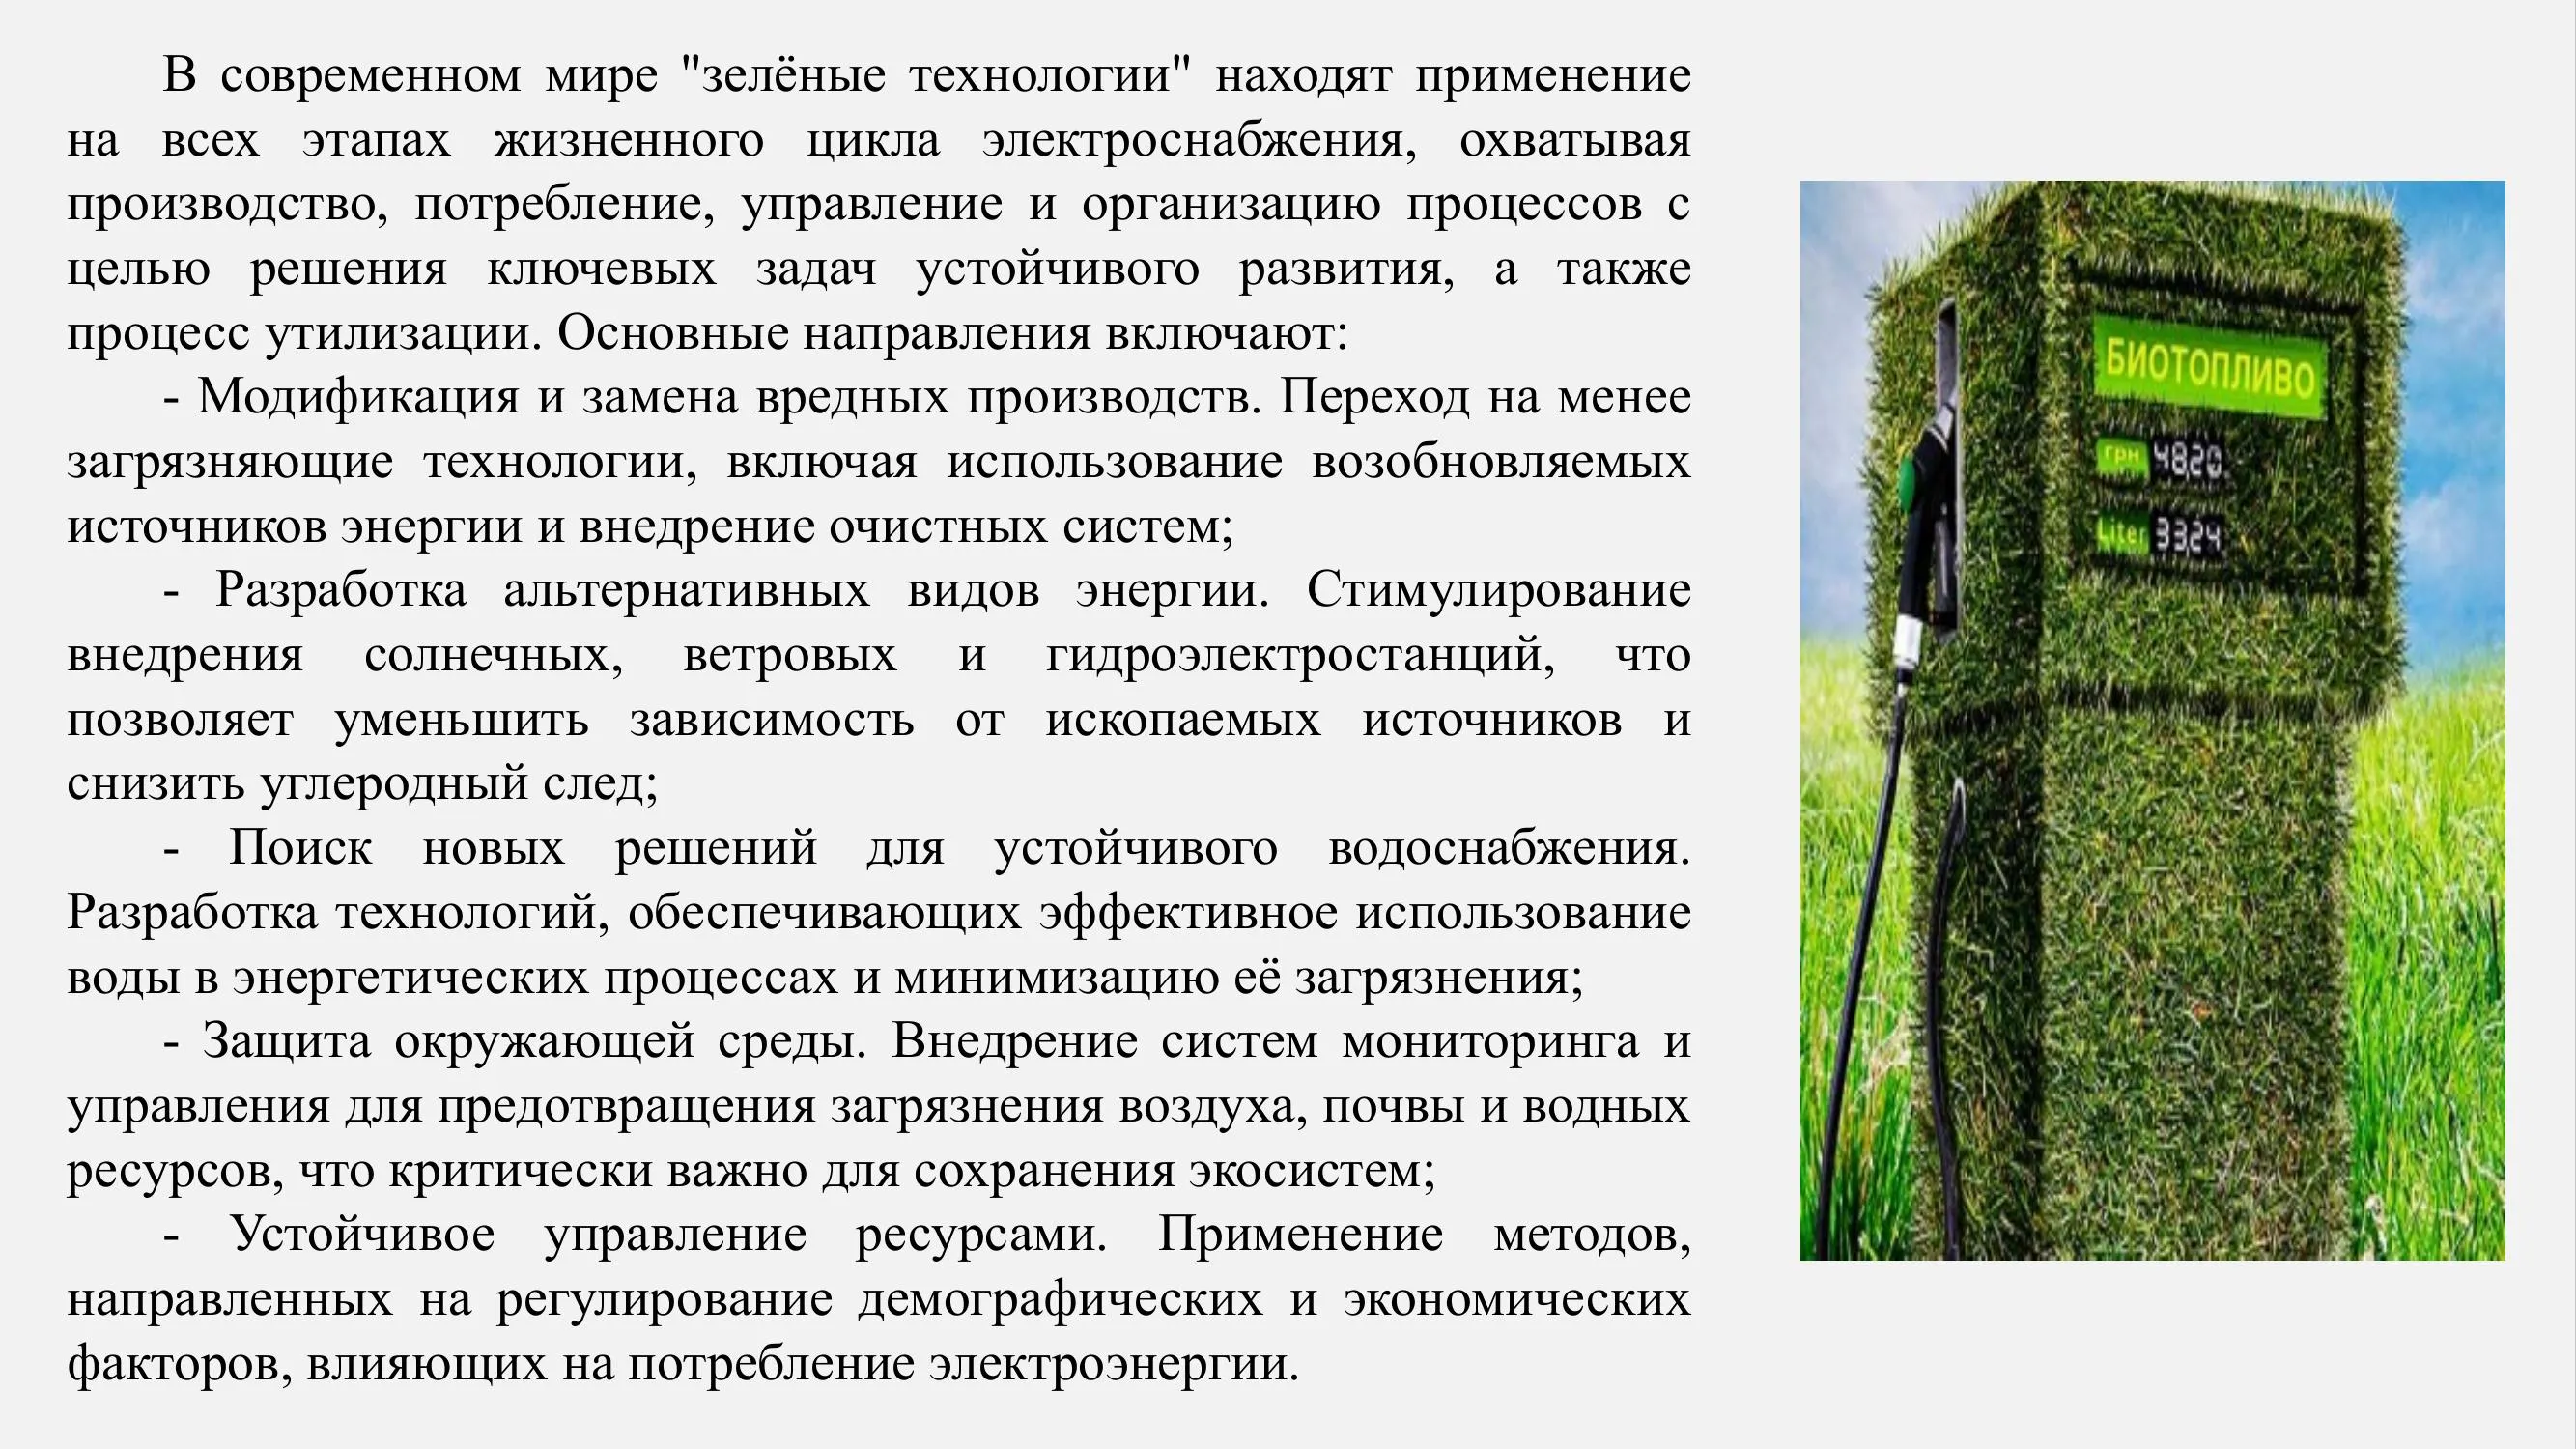 В современном мире "зелёные технологии" находят применение
на всех этапах жизненного цикла электроснабжения, охватывая
производство, потребление, управление и организацию процессов с
целью решения ключевых задач устойчивого развития, а также
процесс утилизации. Основные направления включают:
- Модификация и замена вредных производств. Переход на менее
загрязняющие технологии, включая использование возобновляемых
источников энергии и внедрение очистных систем;
- Разработка альтернативных видов энергии. Стимулирование
внедрения солнечных, ветровых и гидроэлектростанций, что
позволяет уменьшить зависимость от ископаемых источников и
снизить углеродный след;
- Поиск новых решений для устойчивого водоснабжения.
Разработка технологий, обеспечивающих эффективное использование
воды в энергетических процессах и минимизацию её загрязнения;
- Защита окружающей среды. Внедрение систем мониторинга и
управления для предотвращения загрязнения воздуха, почвы и водных
ресурсов, что критически важно для сохранения экосистем;
- Устойчивое управление ресурсами. Применение методов,
направленных на регулирование демографических и экономических
факторов, влияющих на потребление электроэнергии.
БИОТОПЛИВО
грн 4820
Liter 3324